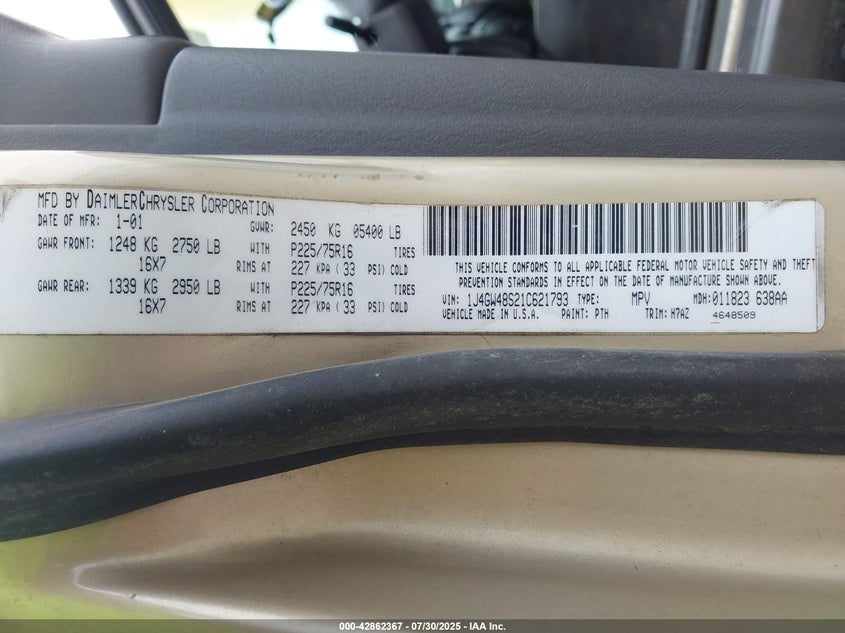 MFD BY DAIMLERCHRYSLER CORPORATION
DATE OF MFR: 1-01 GVWR: 2450 KG 05400 LB
GAWR FRONT: 1248 KG 2750 LB WITH P225/75R16 TIRES
16X7 RIMS AT 227 KPA ( 33 PSI) COLD
GAWR REAR: 1339 KG 2950 LB WITH P225/75R16 TIRES
16X7 RIMS AT 227 KPA ( 33 PSI) COLD
THIS VEHICLE CONFORMS TO ALL APPLICABLE FEDERAL MOTOR VEHICLE SAFETY AND THEFT
PREVENTION STANDARDS IN EFFECT ON THE DATE OF MANUFACTURE SHOWN ABOVE.
VIN: 1J4GW48S21C621793 TYPE: MPV MDH: 011823 638AA
VEHICLE MADE IN U.S.A. PAINT: PTH TRIM: H7AZ 4648509
000-42862367 - 07/30/2025 - IAA Inc.